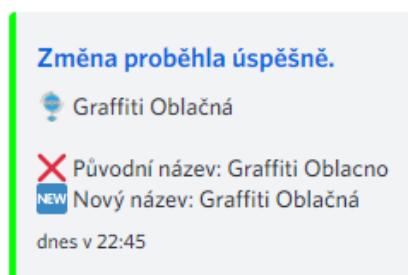 Změna proběhla úspěšně.
Graffiti Oblačná
Původní název: Graffiti Oblacno
NEW Nový název: Graffiti Oblačná
dnes v 22:45